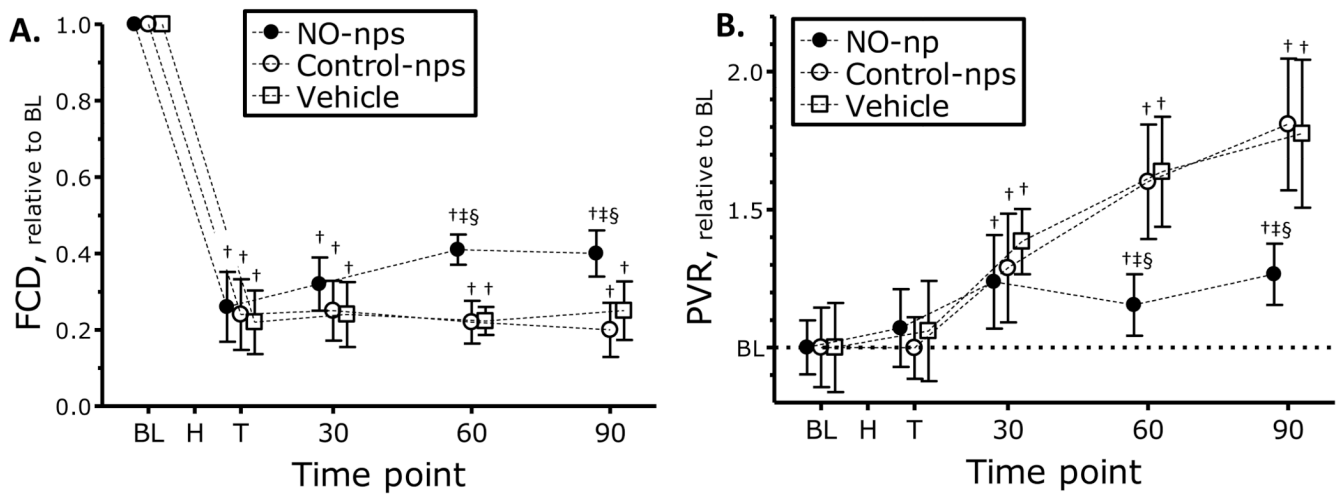 A.
NO-nps
Control-nps
Vehicle
FCD, relative to BL
1.0
0.8
0.6
0.4
0.2
0.0
† † †
† † †
†‡§
† †
†‡§
† †
BL H T 30 60 90
Time point
B.
NO-np
Control-nps
Vehicle
PVR, relative to BL
2.0
1.5
BL
† † †
† †
†‡§
† †
†‡§
BL H T 30 60 90
Time point